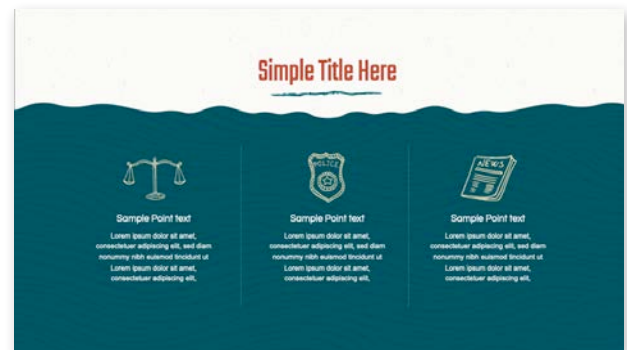 Simple Title Here
POLICE
NEWS
Sample Point text
Lorem ipsum dolor sit amet,
consectetuer adipiscing elit, sed diam
nonummy nibh euismod tincidunt ut
Lorem ipsum dolor sit amet,
consectetuer adipiscing elit,
Sample Point text
Lorem ipsum dolor sit amet,
consectetuer adipiscing elit, sed diam
nonummy nibh euismod tincidunt ut
Lorem ipsum dolor sit amet,
consectetuer adipiscing elit,
Sample Point text
Lorem ipsum dolor sit amet,
consectetuer adipiscing elit, sed diam
nonummy nibh euismod tincidunt ut
Lorem ipsum dolor sit amet,
consectetuer adipiscing elit,